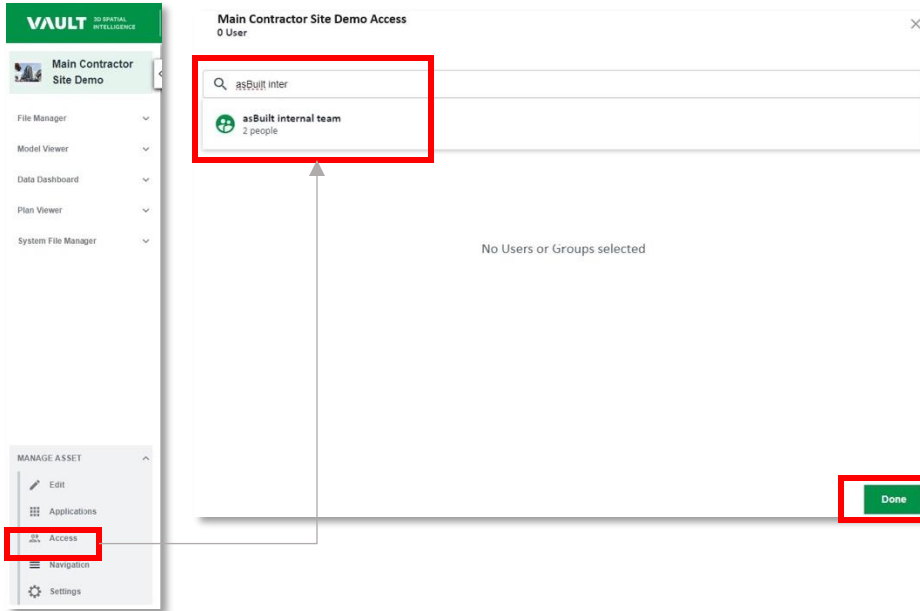 VAULT 3D SPATIAL
INTELLIGENCE
Main Contractor
Site Demo
File Manager
Model Viewer
Data Dashboard
Plan Viewer
System File Manager
MANAGE ASSET
Edit
Applications
Access
Navigation
Settings
Main Contractor Site Demo Access
0 User
asBuilt inter
asBuilt internal team
2 people
No Users or Groups selected
Done